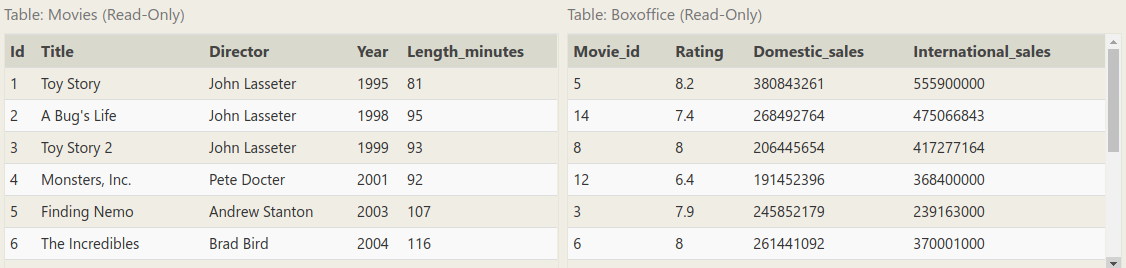 Table: Movies (Read-Only)
Id Title Director Year Length_minutes
1 Toy Story John Lasseter 1995 81
2 A Bug's Life John Lasseter 1998 95
3 Toy Story 2 John Lasseter 1999 93
4 Monsters, Inc. Pete Docter 2001 92
5 Finding Nemo Andrew Stanton 2003 107
6 The Incredibles Brad Bird 2004 116
Table: Boxoffice (Read-Only)
Movie_id Rating Domestic_sales International_sales
5 8.2 380843261 555900000
14 7.4 268492764 475066843
8 8 206445654 417277164
12 6.4 191452396 368400000
3 7.9 245852179 239163000
6 8 261441092 370001000